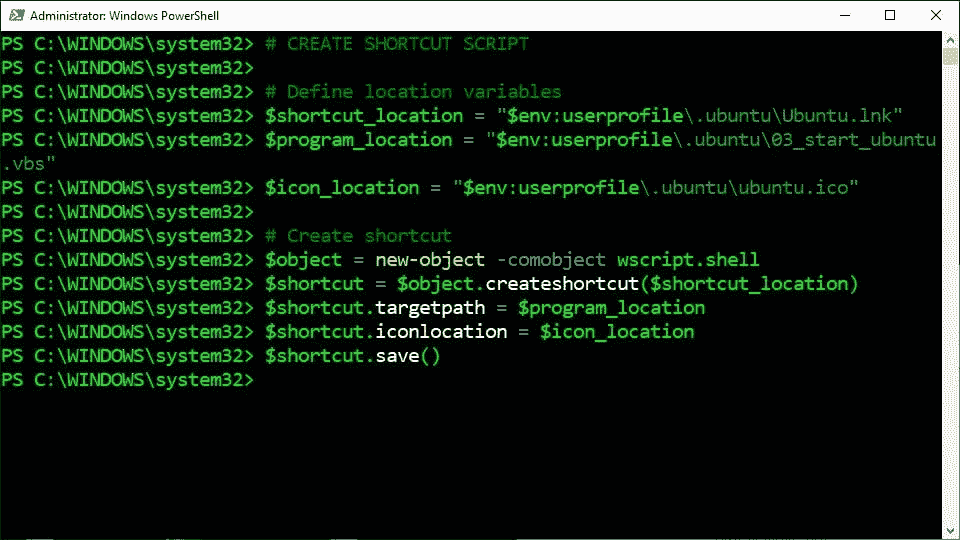 Administrator: Windows PowerShell
PS C:\WINDOWS\system32> # CREATE SHORTCUT SCRIPT
PS C:\WINDOWS\system32>
PS C:\WINDOWS\system32> # Define location variables
PS C:\WINDOWS\system32> $shortcut_location = "$env:userprofile\.ubuntu\Ubuntu.lnk"
PS C:\WINDOWS\system32> $program_location = "$env:userprofile\.ubuntu\03_start_ubuntu
.vbs"
PS C:\WINDOWS\system32> $icon_location = "$env:userprofile\.ubuntu\ubuntu.ico"
PS C:\WINDOWS\system32>
PS C:\WINDOWS\system32> # Create shortcut
PS C:\WINDOWS\system32> $object = new-object -comobject wscript.shell
PS C:\WINDOWS\system32> $shortcut = $object.createshortcut($shortcut_location)
PS C:\WINDOWS\system32> $shortcut.targetpath = $program_location
PS C:\WINDOWS\system32> $shortcut.iconlocation = $icon_location
PS C:\WINDOWS\system32> $shortcut.save()
PS C:\WINDOWS\system32>